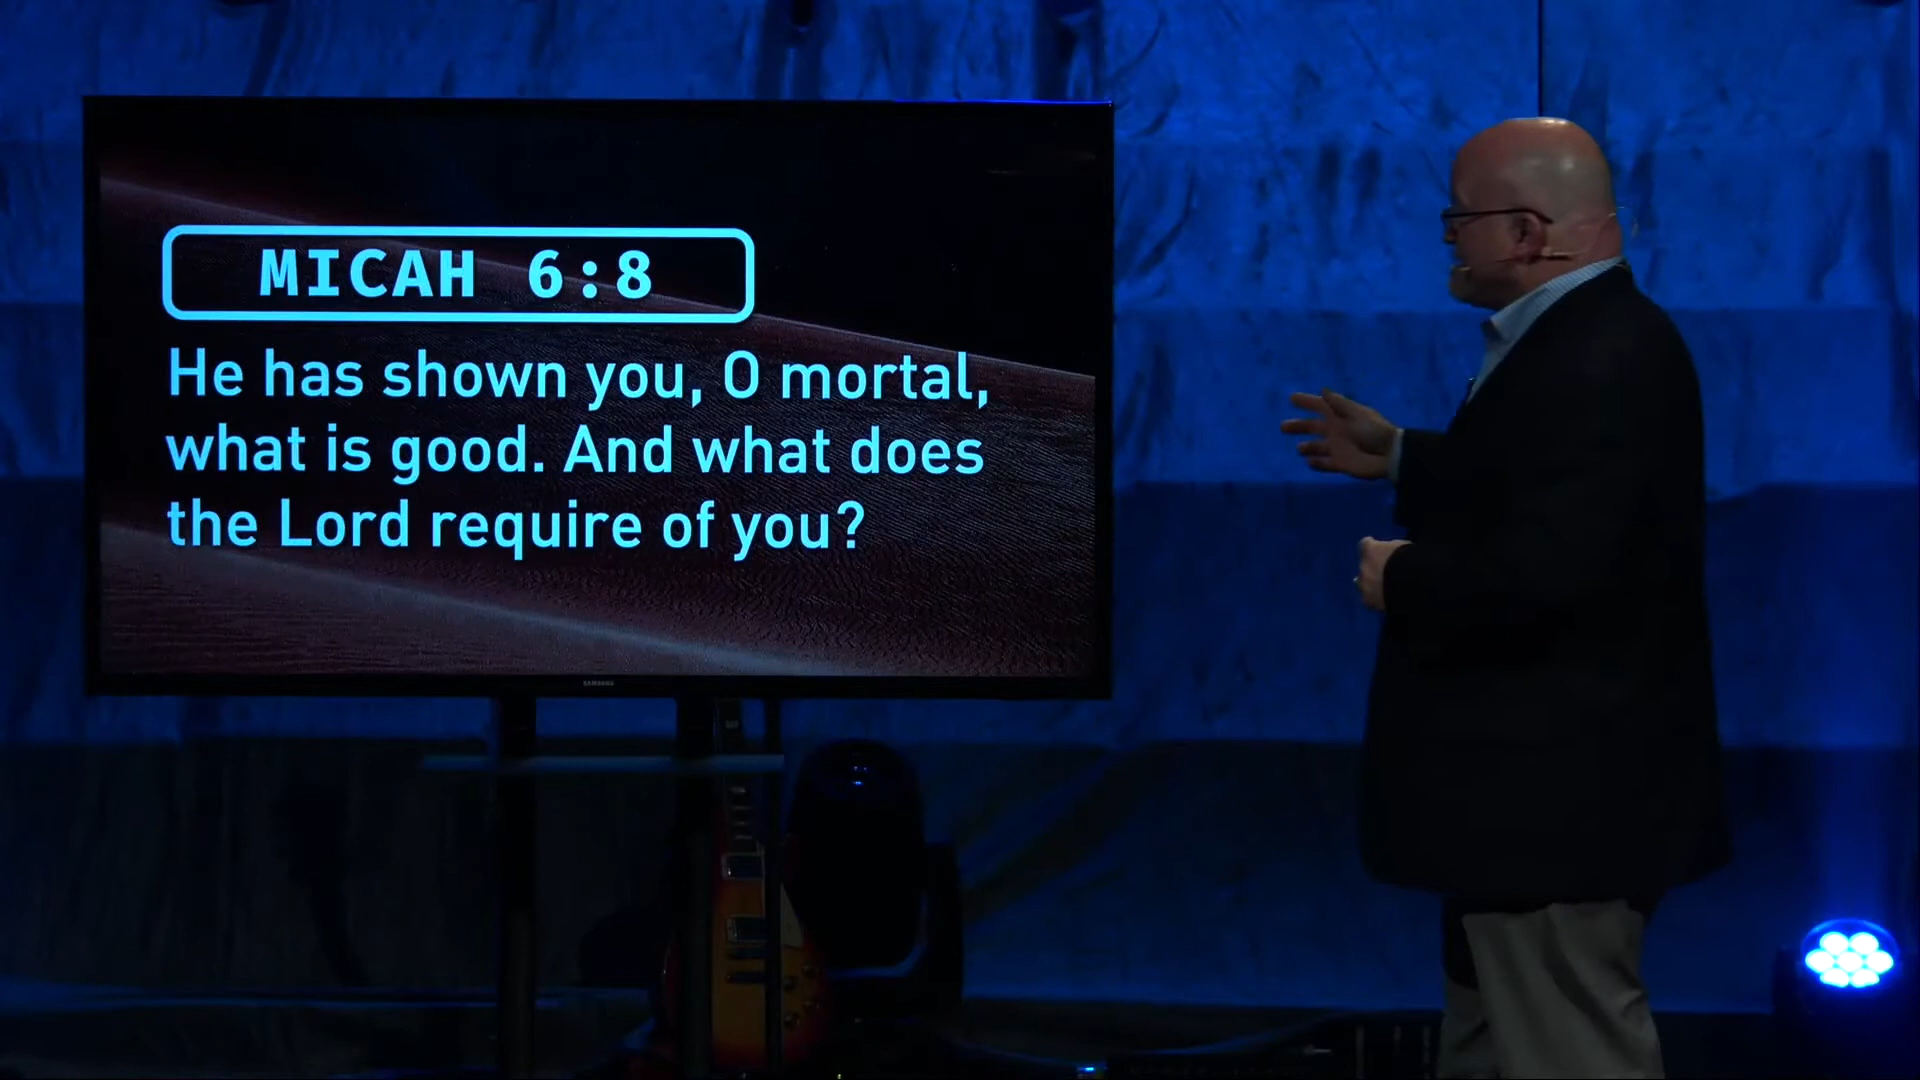 MICAH 6:8
He has shown you, O mortal,
what is good. And what does
the Lord require of you?
SAMSUNG